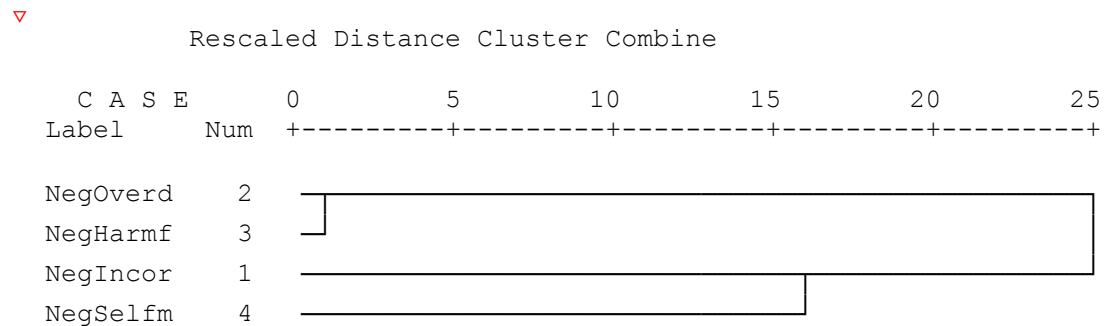 Rescaled Distance Cluster Combine
C A S E 0 5 10 15 20 25
Label Num +---------+---------+---------+---------+---------+
NegOverd 2
NegHarmf 3
NegIncor 1
NegSelfm 4